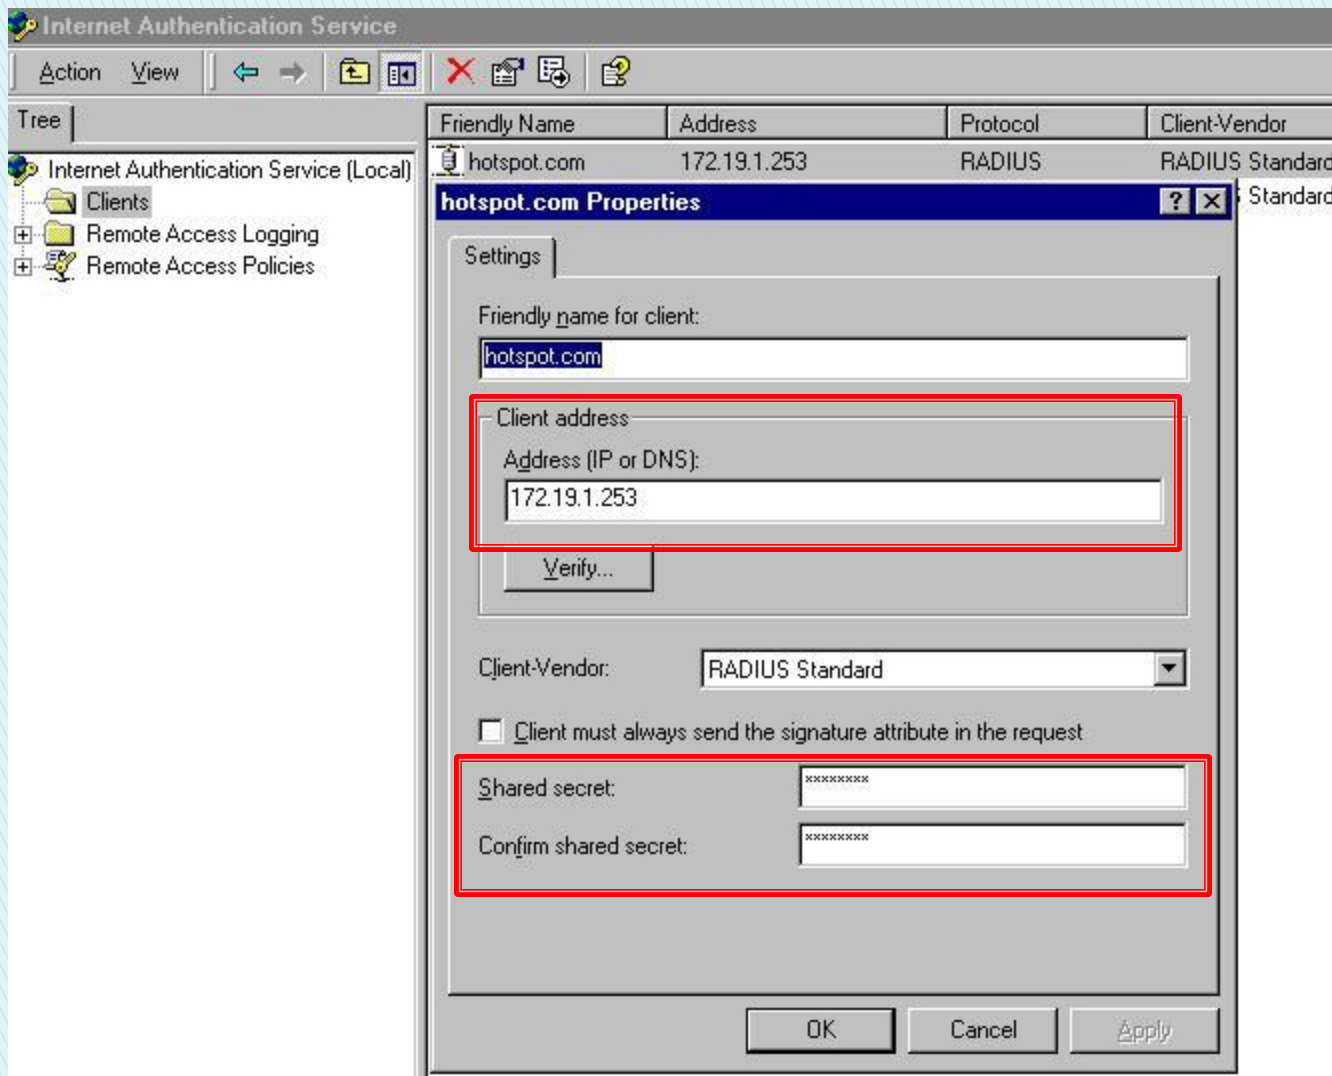 Internet Authentication Service
Action View
Tree
Friendly Name Address Protocol Client-Vendor
Internet Authentication Service (Local)
Clients
Remote Access Logging
Remote Access Policies
hotspot.com 172.19.1.253 RADIUS RADIUS Standard
Standard
hotspot.com Properties
Settings
Friendly name for client:
hotspot.com
Client address
Address (IP or DNS):
172.19.1.253
Verify...
Client-Vendor: RADIUS Standard
Client must always send the signature attribute in the request
Shared secret: ********
Confirm shared secret: ********
OK Cancel Apply